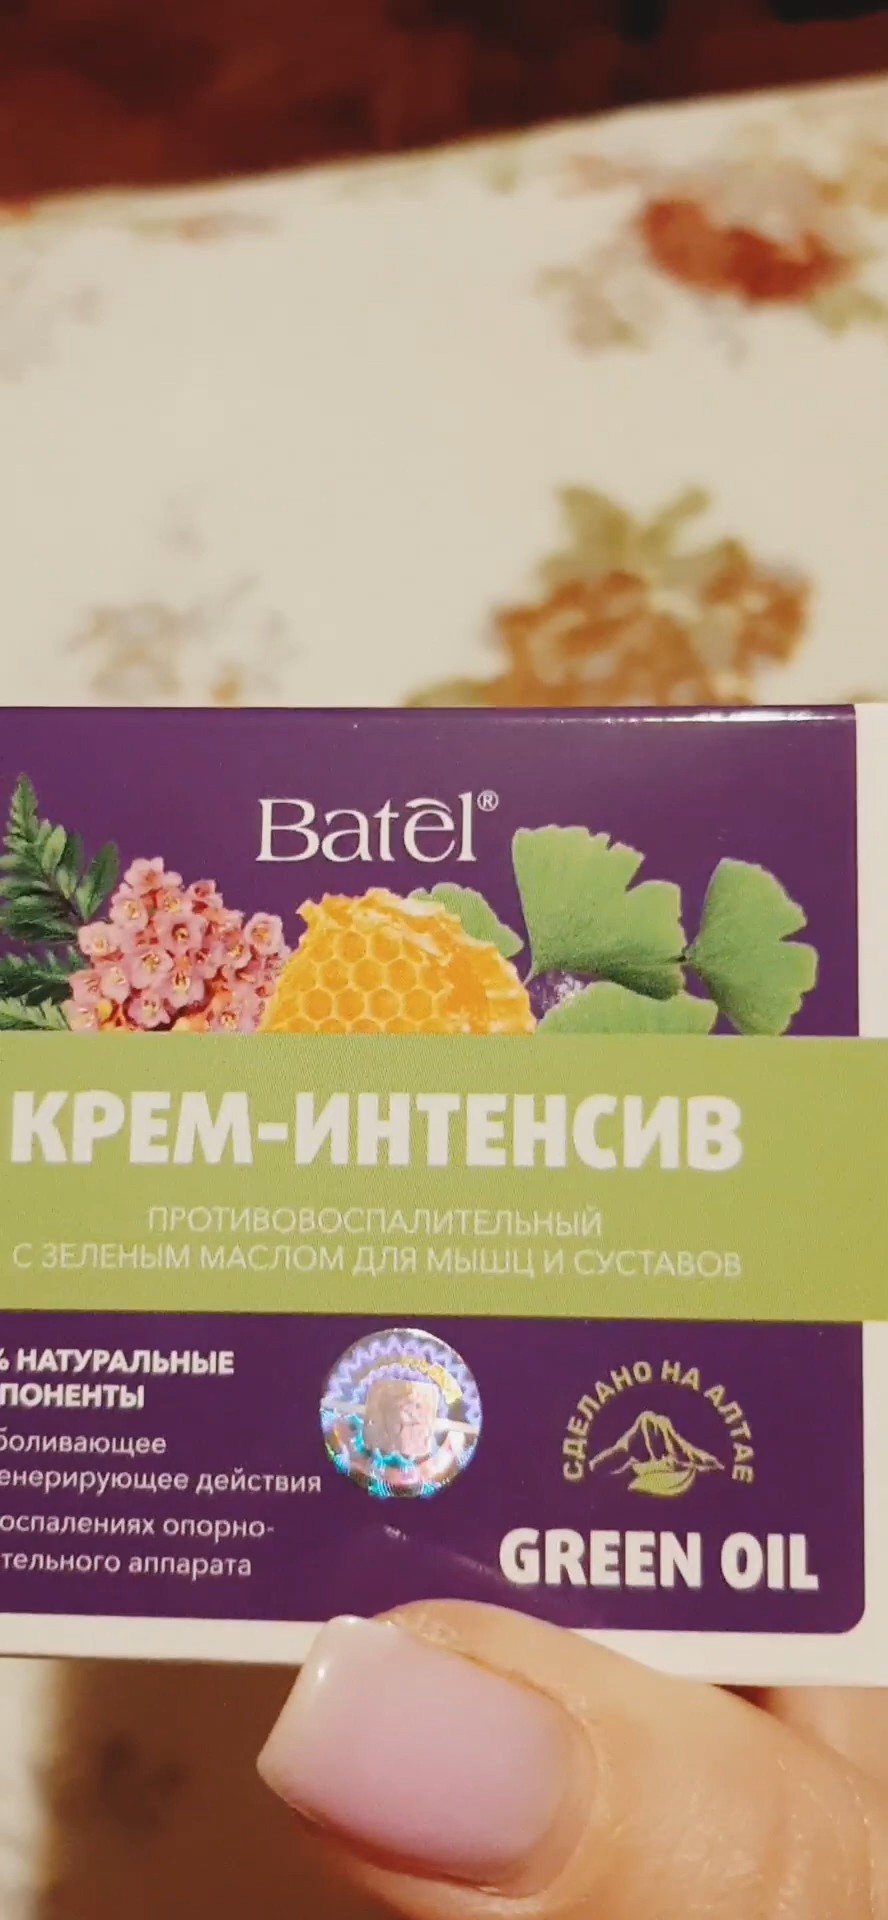 Batēl®
КРЕМ-ИНТЕНСИВ
ПРОТИВОВОСПАЛИТЕЛЬНЫЙ
С ЗЕЛЕНЫМ МАСЛОМ ДЛЯ МЫШЦ И СУСТАВОВ
% НАТУРАЛЬНЫЕ
ПОНЕНТЫ
боливающее
енерирующее действия
оспалениях опорно-
тельного аппарата
СДЕЛАНО НА АЛТАЕ
GREEN OIL